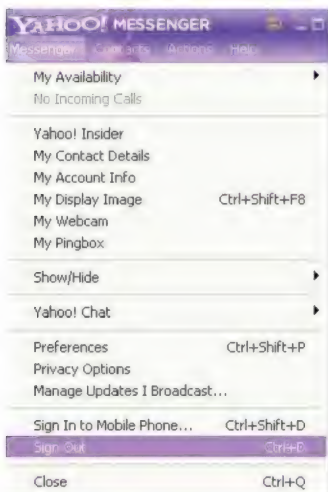 YAHOO! MESSENGER
Messenger Contacts Actions Help
My Availability
No Incoming Calls
Yahoo! Insider
My Contact Details
My Account Info
My Display Image Ctrl+Shift+F8
My Webcam
My Pingbox
Show/Hide
Yahoo! Chat
Preferences Ctrl+Shift+P
Privacy Options
Manage Updates I Broadcast...
Sign In to Mobile Phone... Ctrl+Shift+D
Sign Out
Close Ctrl+Q